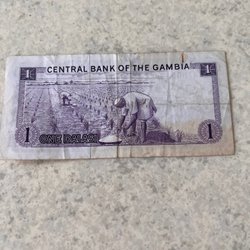 1 CENTRAL BANK OF THE GAMBIA 1
1 ONE DALASI 1